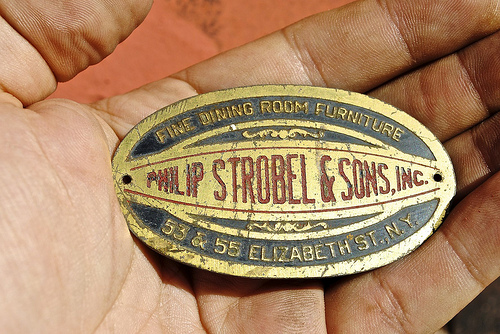 FINE DINING ROOM FURNITURE
PHILIP STROBEL & SONS, INC.
53 & 55 ELIZABETH ST., N.Y.